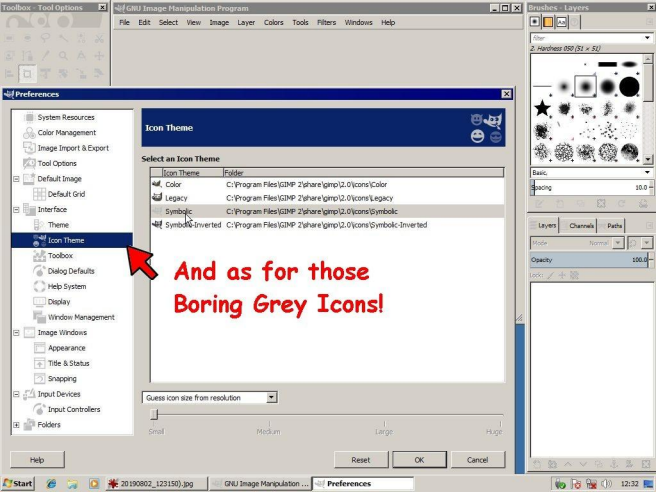 Toolbox - Tool Options
GNU Image Manipulation Program
Brushes - Layers
File Edit Select View Image Layer Colors Tools Filters Windows Help
filter
2. Hardness 050 (51 × 51)
Preferences
System Resources
Color Management
Image Import & Export
Tool Options
Default Image
Default Grid
Interface
Theme
Icon Theme
Toolbox
Dialog Defaults
Help System
Display
Window Management
Image Windows
Appearance
Title & Status
Snapping
Input Devices
Input Controllers
Folders
Icon Theme
Select an Icon Theme
Icon Theme Folder
Color C:\Program Files\GIMP 2\share\gimp\2.0\icons\Color
Legacy C:\Program Files\GIMP 2\share\gimp\2.0\icons\Legacy
Symbolic C:\Program Files\GIMP 2\share\gimp\2.0\icons\Symbolic
Symbolic-Inverted C:\Program Files\GIMP 2\share\gimp\2.0\icons\Symbolic-Inverted
And as for those
Boring Grey Icons!
Guess icon size from resolution
Small Medium Large Huge
Help Reset OK Cancel
Basic,
Spacing 10.0
Layers Channels Paths
Mode Normal
Opacity 100.0
Lock:
Start 20190802_123150).jpg GNU Image Manipulation ... Preferences 12:32